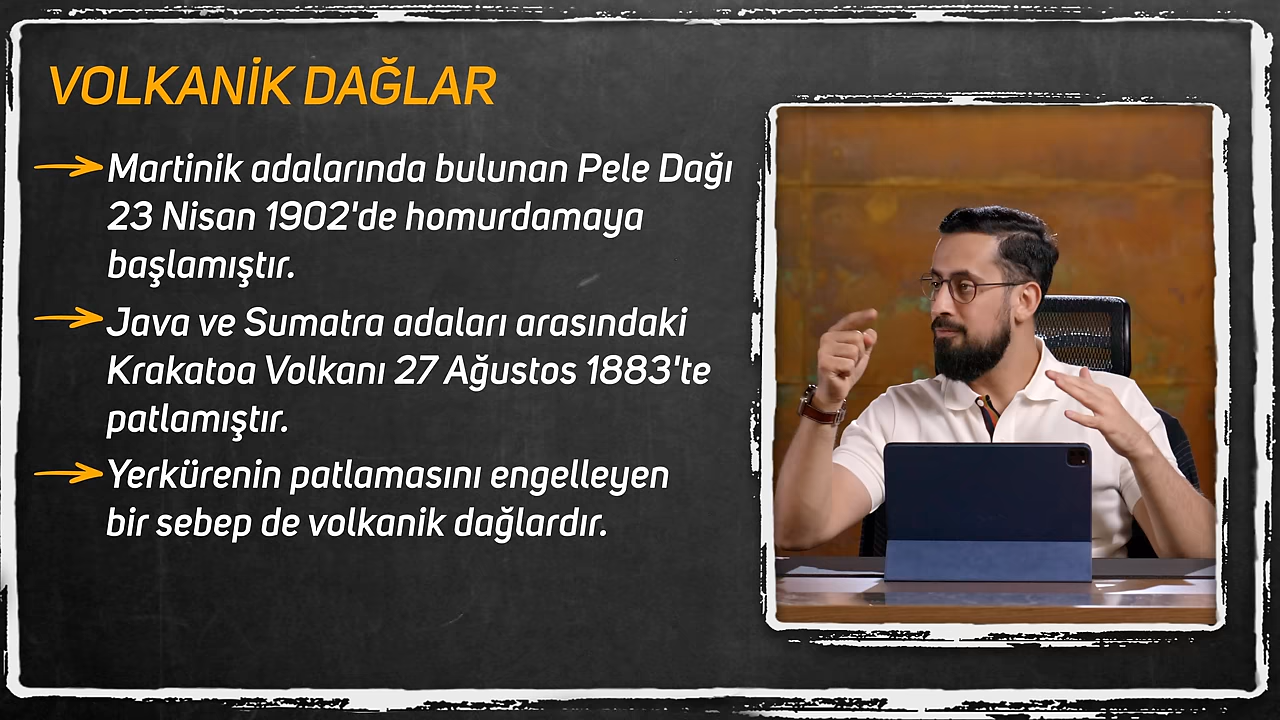 VOLKANİK DAĞLAR
Martinik adalarında bulunan Pele Dağı
23 Nisan 1902'de homurdamaya
başlamıştır.
Java ve Sumatra adaları arasındaki
Krakatoa Volkanı 27 Ağustos 1883'te
patlamıştır.
Yerkürenin patlamasını engelleyen
bir sebep de volkanik dağlardır.